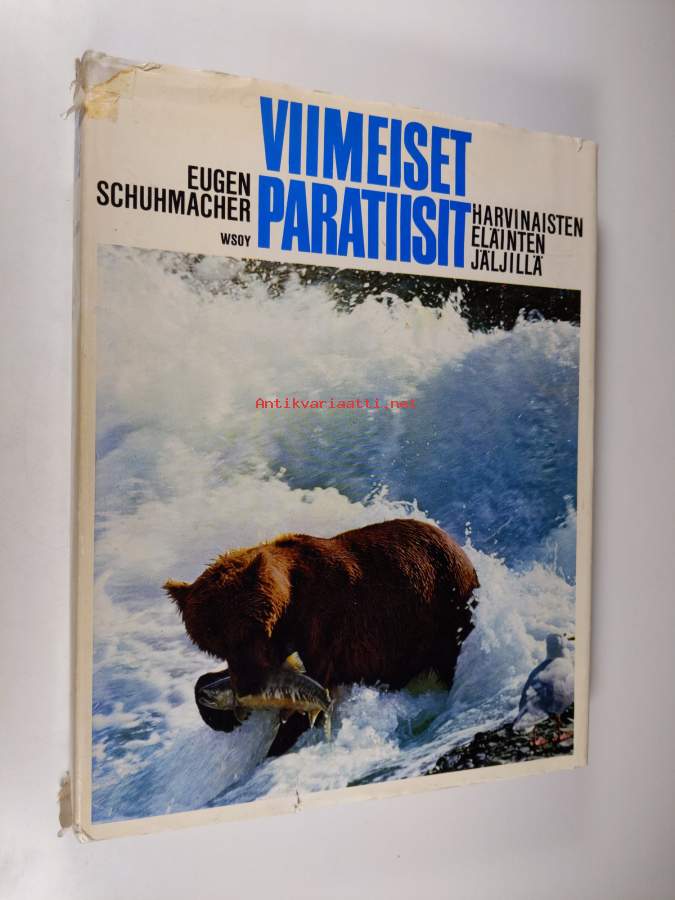 EUGEN
SCHUHMACHER
WSOY
VIIMEISET
PARATIISIT
HARVINAISTEN
ELÄINTEN
JÄLJILLÄ
Antikvariaatti.net